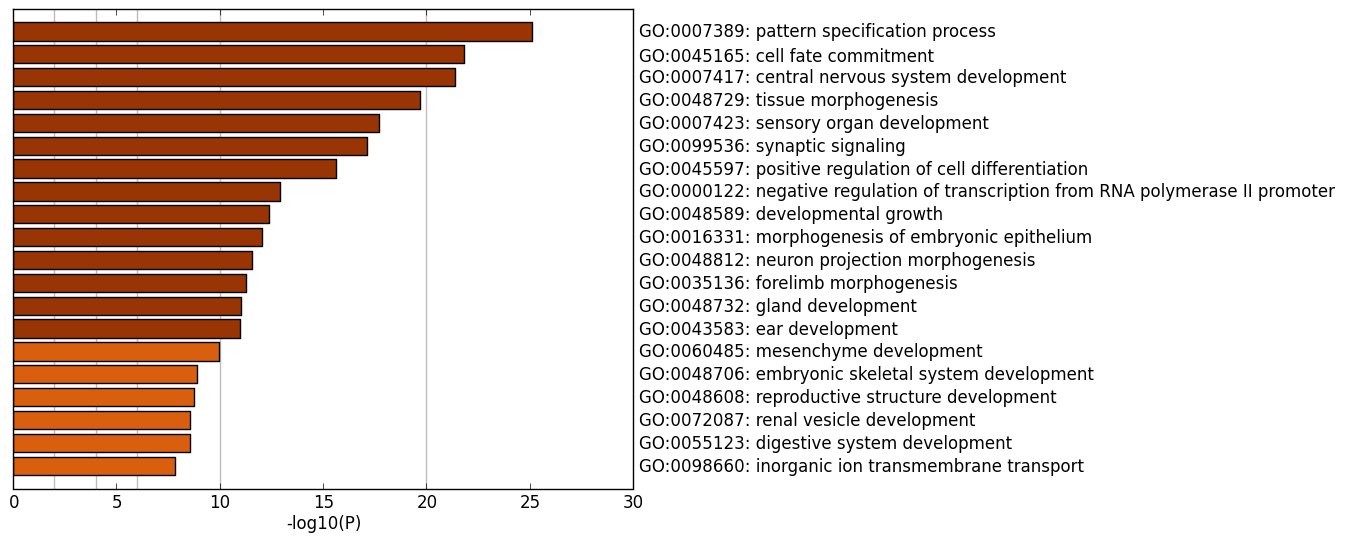 GO:0007389: pattern specification process
GO:0045165: cell fate commitment
GO:0007417: central nervous system development
GO:0048729: tissue morphogenesis
GO:0007423: sensory organ development
GO:0099536: synaptic signaling
GO:0045597: positive regulation of cell differentiation
GO:0000122: negative regulation of transcription from RNA polymerase II promoter
GO:0048589: developmental growth
GO:0016331: morphogenesis of embryonic epithelium
GO:0048812: neuron projection morphogenesis
GO:0035136: forelimb morphogenesis
GO:0048732: gland development
GO:0043583: ear development
GO:0060485: mesenchyme development
GO:0048706: embryonic skeletal system development
GO:0048608: reproductive structure development
GO:0072087: renal vesicle development
GO:0055123: digestive system development
GO:0098660: inorganic ion transmembrane transport
0 5 10 15 20 25 30
-log10(P)